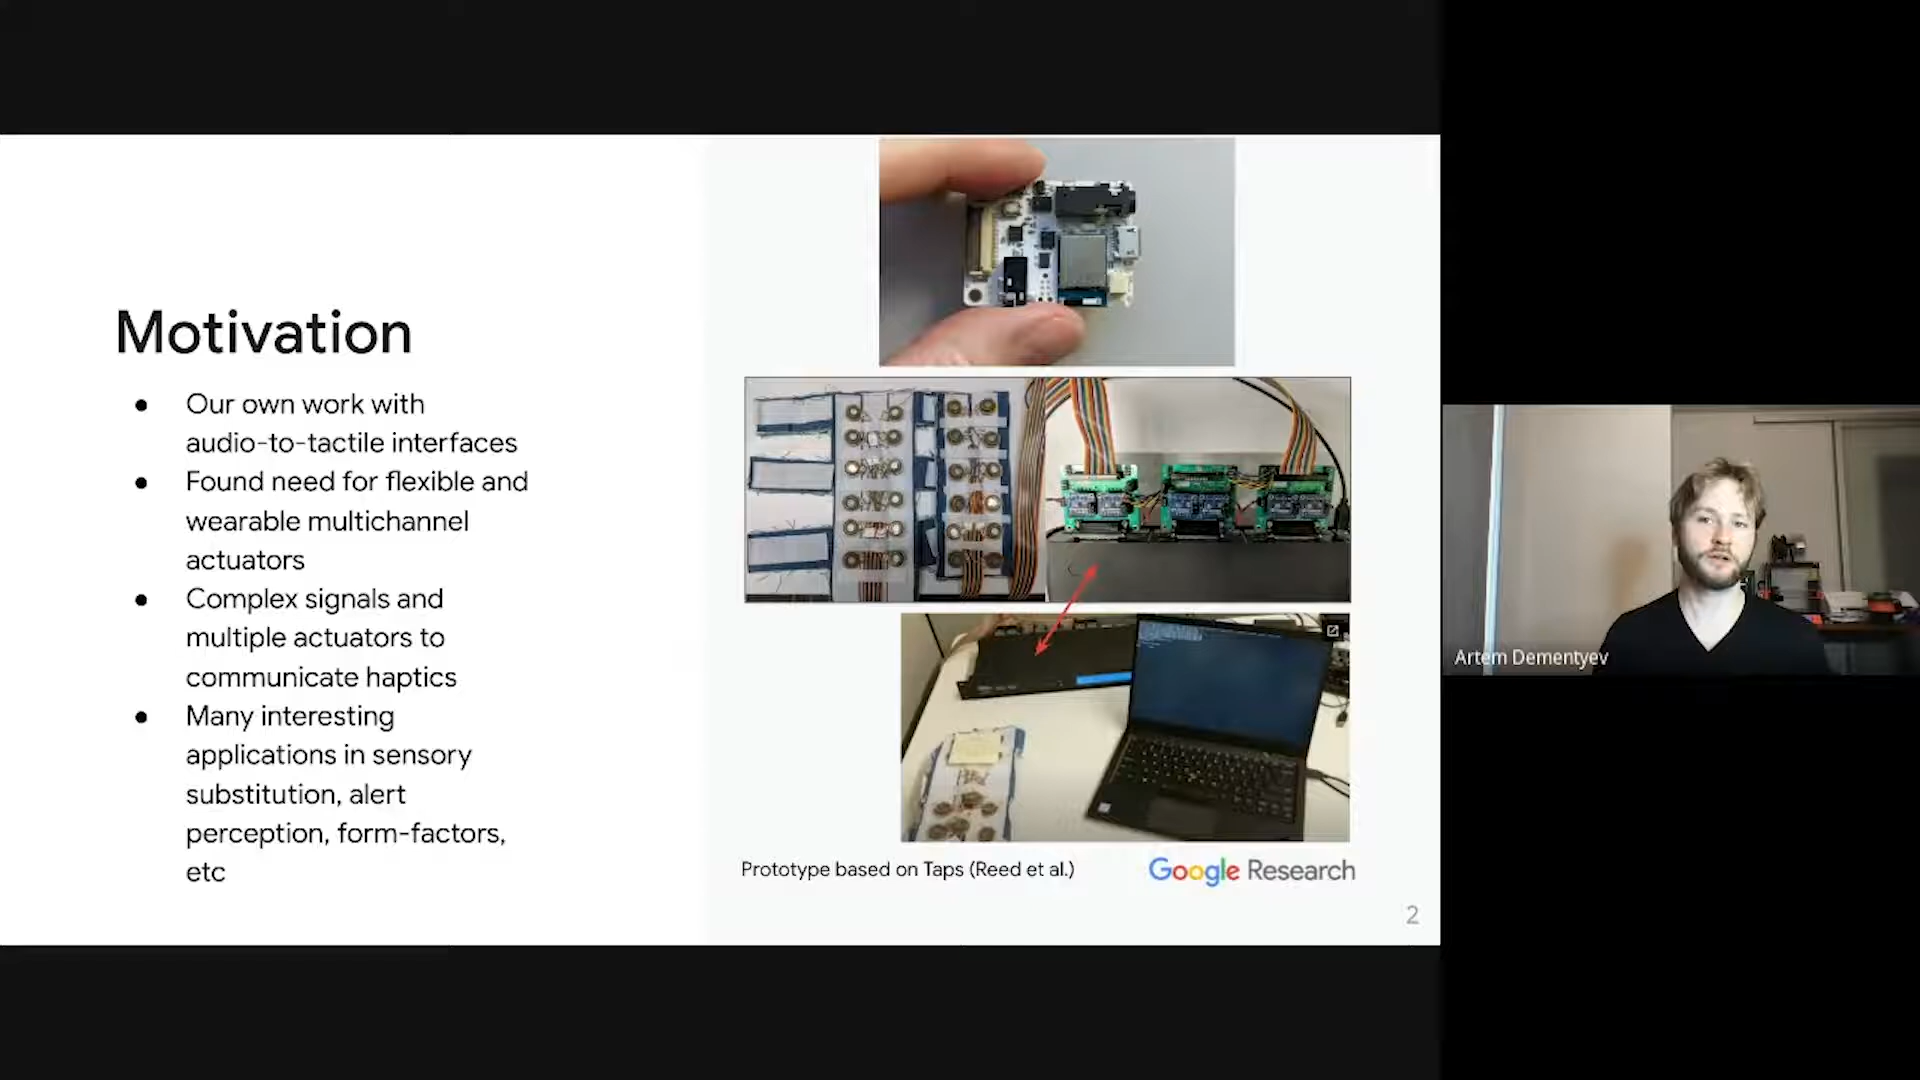 Motivation
● Our own work with
audio-to-tactile interfaces
● Found need for flexible and
wearable multichannel
actuators
● Complex signals and
multiple actuators to
communicate haptics
● Many interesting
applications in sensory
substitution, alert
perception, form-factors,
etc
Prototype based on Taps (Reed et al.)
Google Research
2
Artem Dementyev